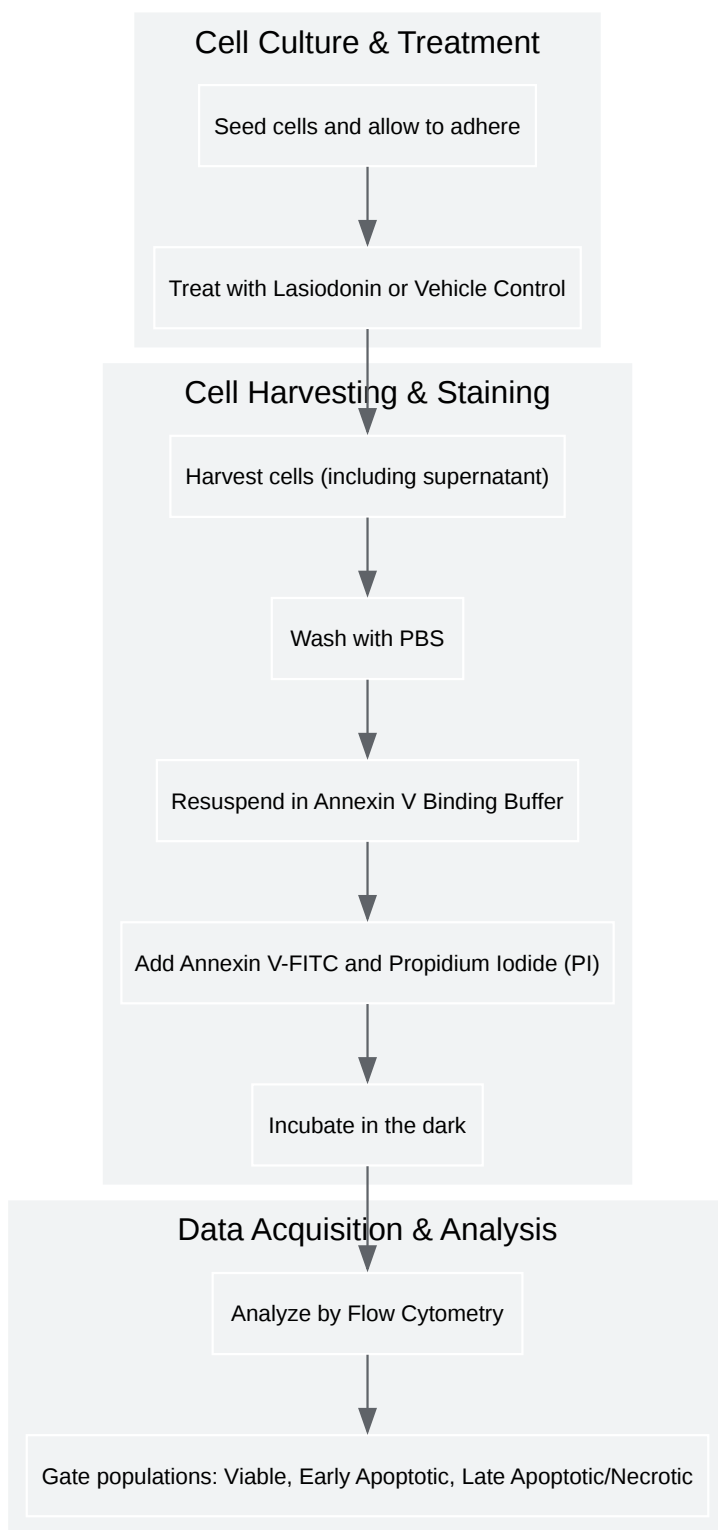 Cell Culture & Treatment
Seed cells and allow to adhere
Treat with Lasiodonin or Vehicle Control
Cell Harvesting & Staining
Harvest cells (including supernatant)
Wash with PBS
Resuspend in Annexin V Binding Buffer
Add Annexin V-FITC and Propidium Iodide (PI)
Incubate in the dark
Data Acquisition & Analysis
Analyze by Flow Cytometry
Gate populations: Viable, Early Apoptotic, Late Apoptotic/Necrotic